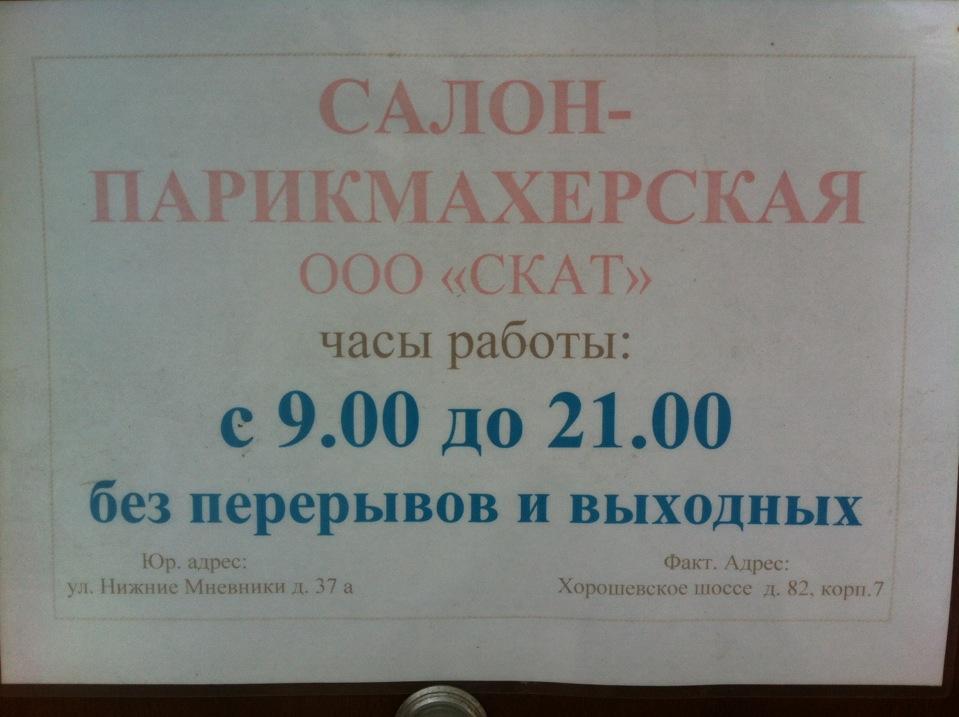 САЛОН-
ПАРИКМАХЕРСКАЯ
ООО «СКАТ»
часы работы:
с 9.00 до 21.00
без перерывов и выходных
Юр. адрес:
ул. Нижние Мневники д. 37 а
Факт. Адрес:
Хорошевское шоссе д. 82, корп.7